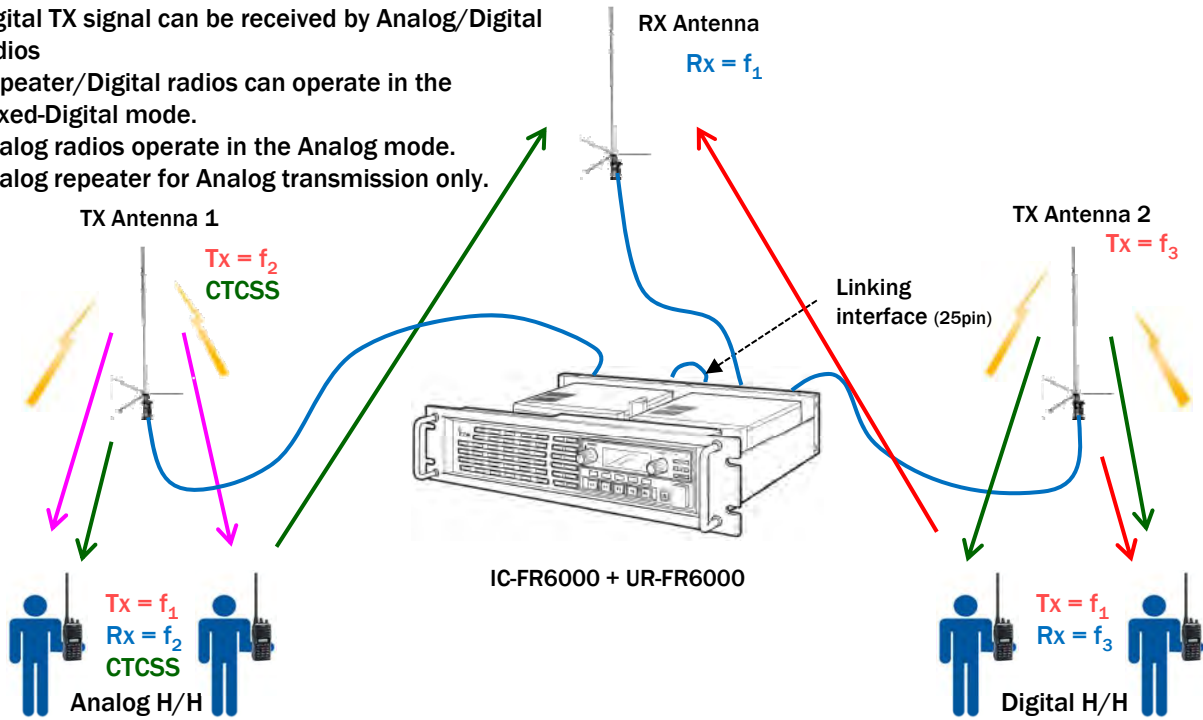 gital TX signal can be received by Analog/Digital
dios
peater/Digital radios can operate in the
xed-Digital mode.
alog radios operate in the Analog mode.
alog repeater for Analog transmission only.
RX Antenna
Rx = f1
TX Antenna 1
Tx = f2
CTCSS
TX Antenna 2
Tx = f3
Linking
interface (25pin)
IC-FR6000 + UR-FR6000
Tx = f1
Rx = f2
CTCSS
Analog H/H
Tx = f1
Rx = f3
Digital H/H